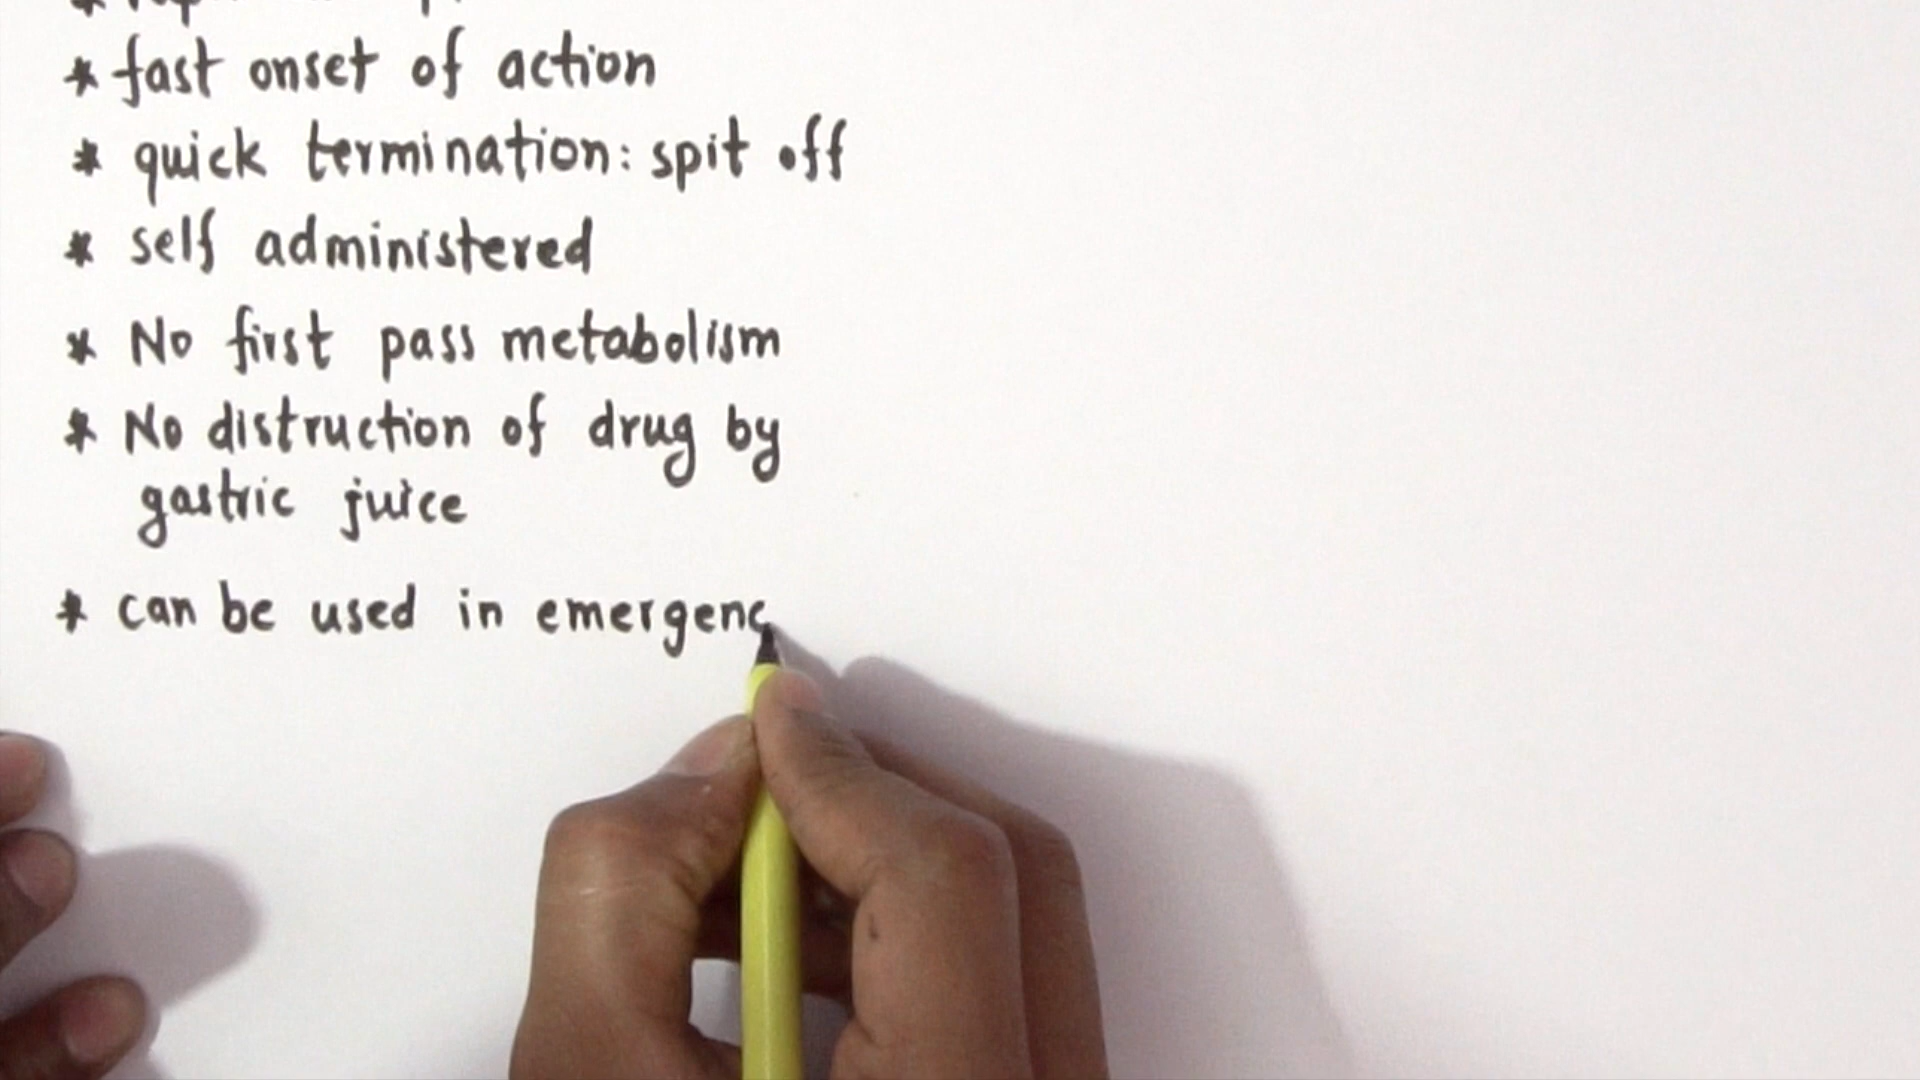 * fast onset of action
* quick termination: spit off
* self administered
* No first pass metabolism
* No distruction of drug by
gastric juice
* can be used in emergenc